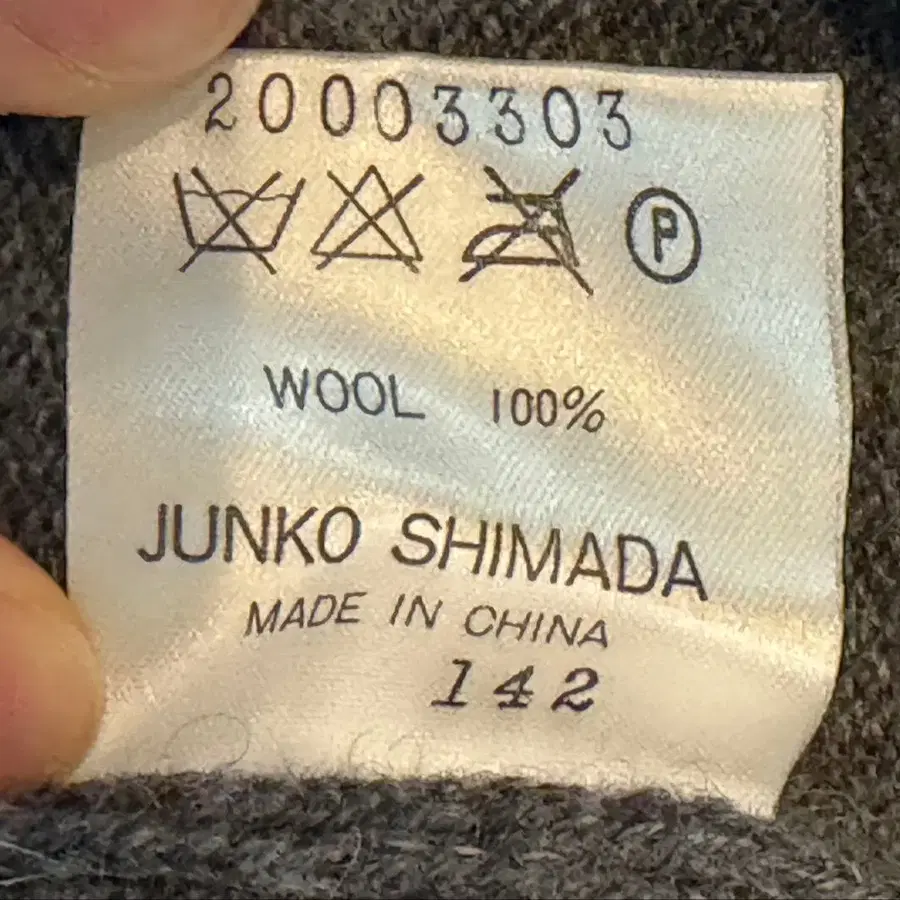 20003303
P
WOOL 100%
JUNKO SHIMADA
MADE IN CHINA
142